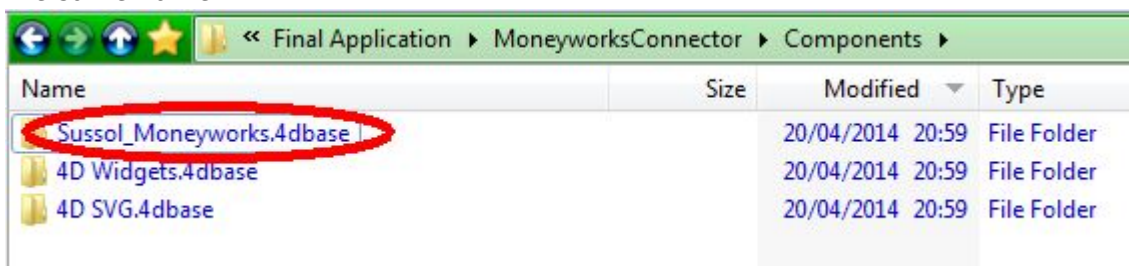 « Final Application ▸ MoneyworksConnector ▸ Components ▸
Name Size Modified Type
Sussol_Moneyworks.4dbase 20/04/2014 20:59 File Folder
4D Widgets.4dbase 20/04/2014 20:59 File Folder
4D SVG.4dbase 20/04/2014 20:59 File Folder